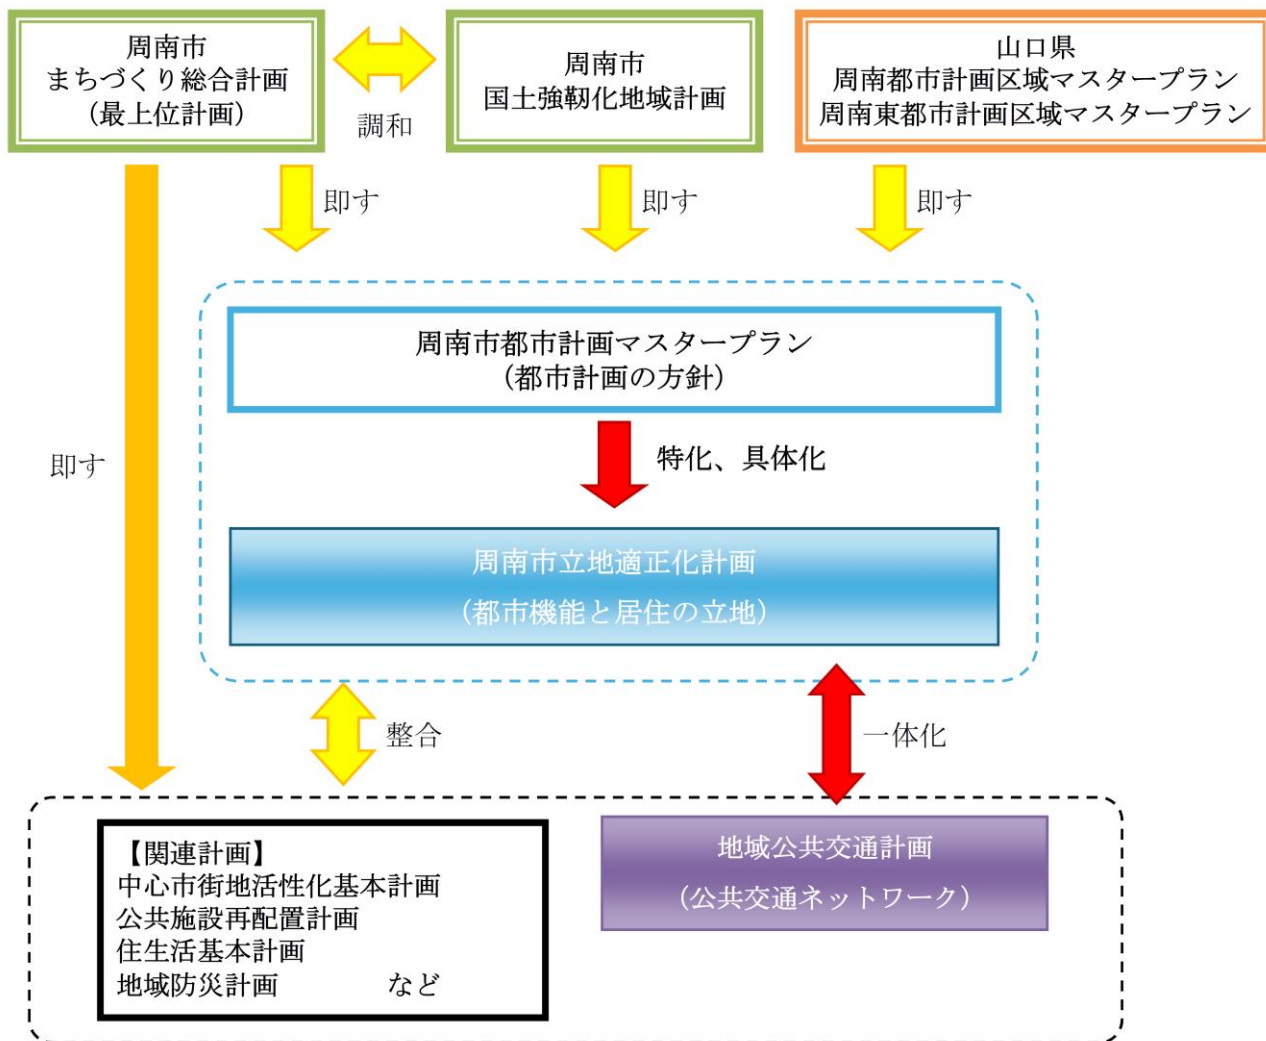 周南市
まちづくり総合計画
（最上位計画）
調和
周南市
国土強靱化地域計画
山口県
周南都市計画区域マスタープラン
周南東都市計画区域マスタープラン
即す
即す
即す
周南市都市計画マスタープラン
（都市計画の方針）
即す
特化、具体化
周南市立地適正化計画
（都市機能と居住の立地）
整合
一体化
【関連計画】
中心市街地活性化基本計画
公共施設再配置計画
住生活基本計画
地域防災計画　　　　など
地域公共交通計画
（公共交通ネットワーク）